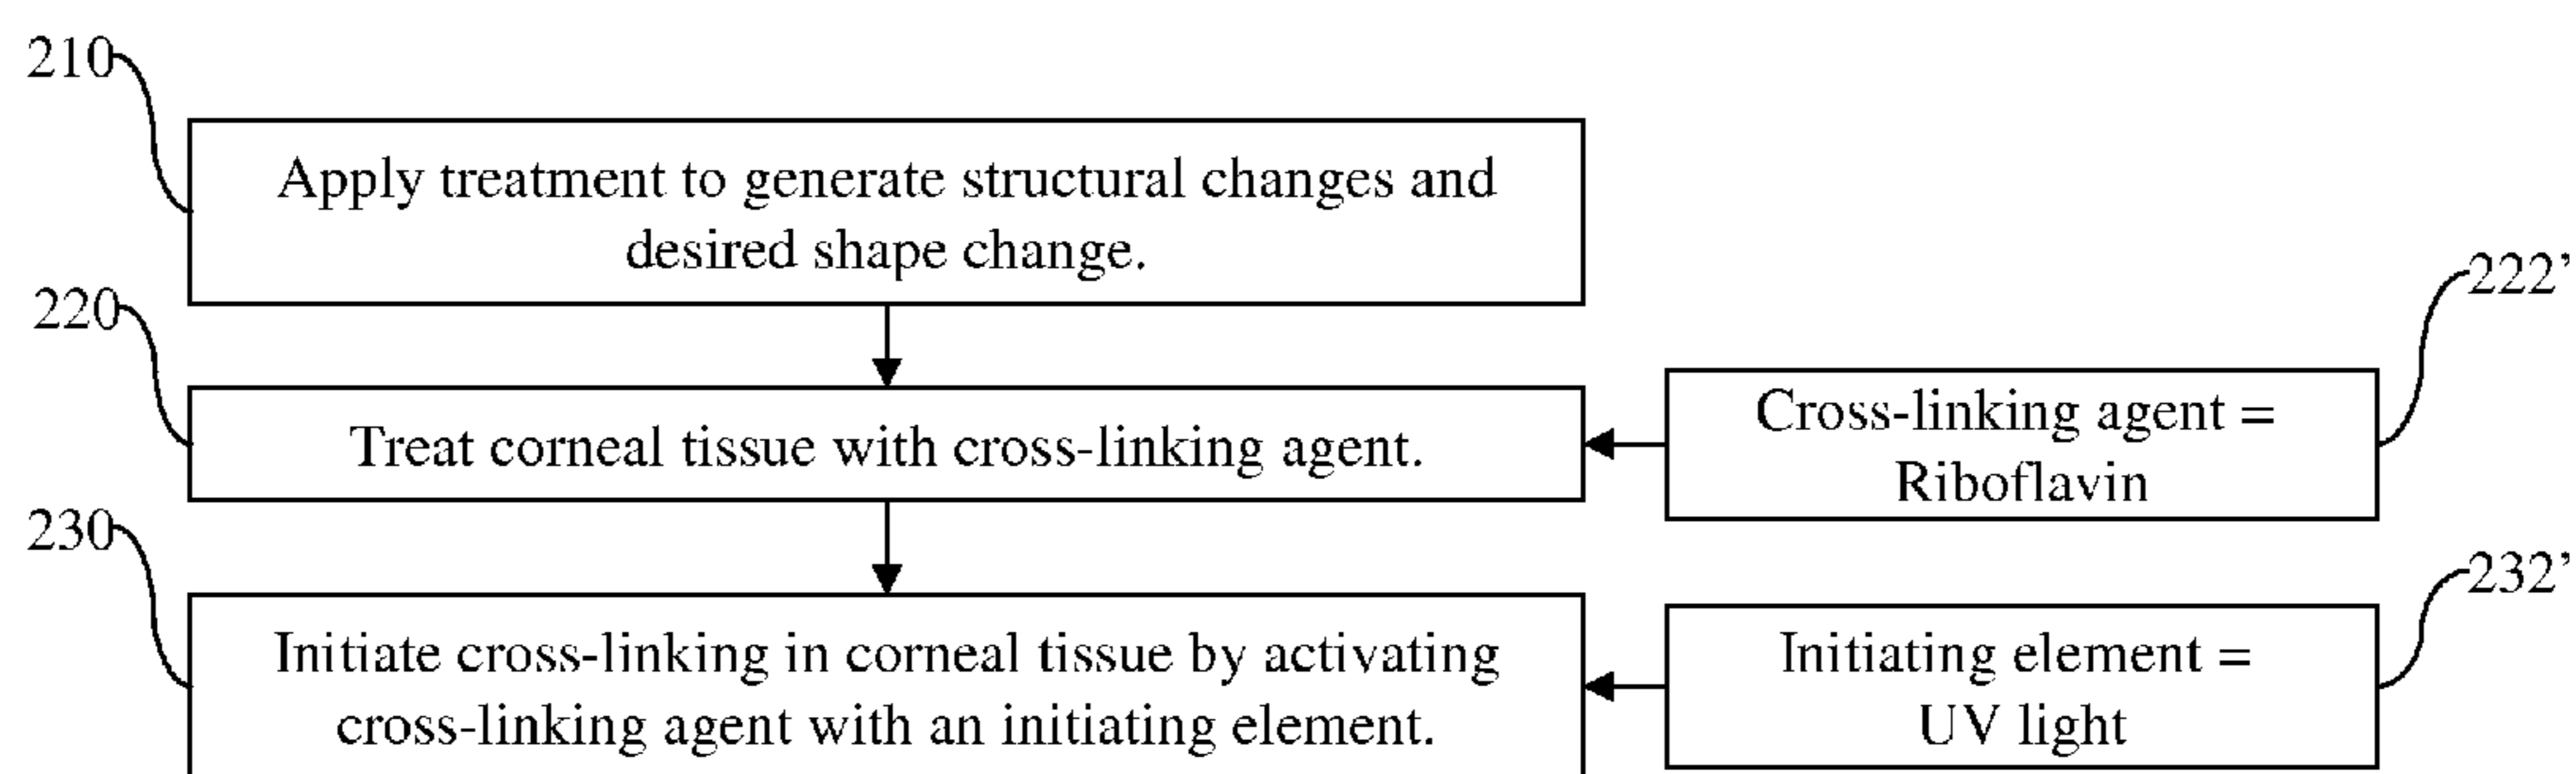 210
Apply treatment to generate structural changes and
desired shape change.
220
222’
Treat corneal tissue with cross-linking agent.
Cross-linking agent =
Riboflavin
230
232’
Initiate cross-linking in corneal tissue by activating
cross-linking agent with an initiating element.
Initiating element =
UV light